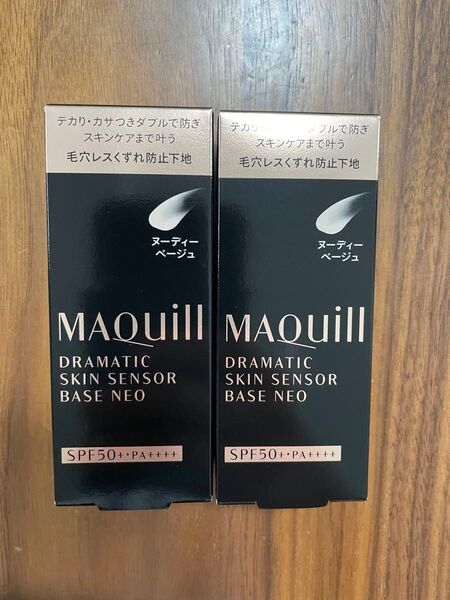 テカリ・カサつきダブルで防ぎ
スキンケアまで叶う
毛穴レスくずれ防止下地
ヌーディー
ベージュ
MAQuill
DRAMATIC
SKIN SENSOR
BASE NEO
SPF50+・PA++++
テカリ・カ ダブルで防ぎ
スキンケアまで叶う
毛穴レスくずれ防止下地
ヌーディー
ベージュ
MAQuill
DRAMATIC
SKIN SENSOR
BASE NEO
SPF50+・PA++++